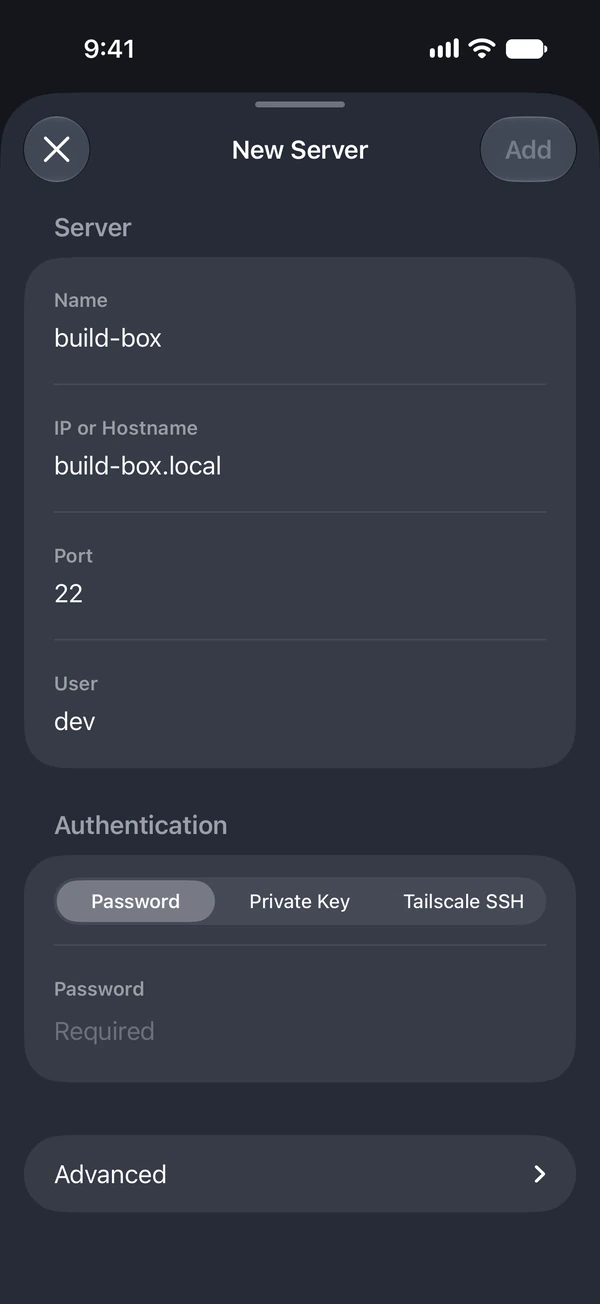 9:41
New Server
Add
Server
Name
build-box
IP or Hostname
build-box.local
Port
22
User
dev
Authentication
Password
Private Key
Tailscale SSH
Password
Required
Advanced